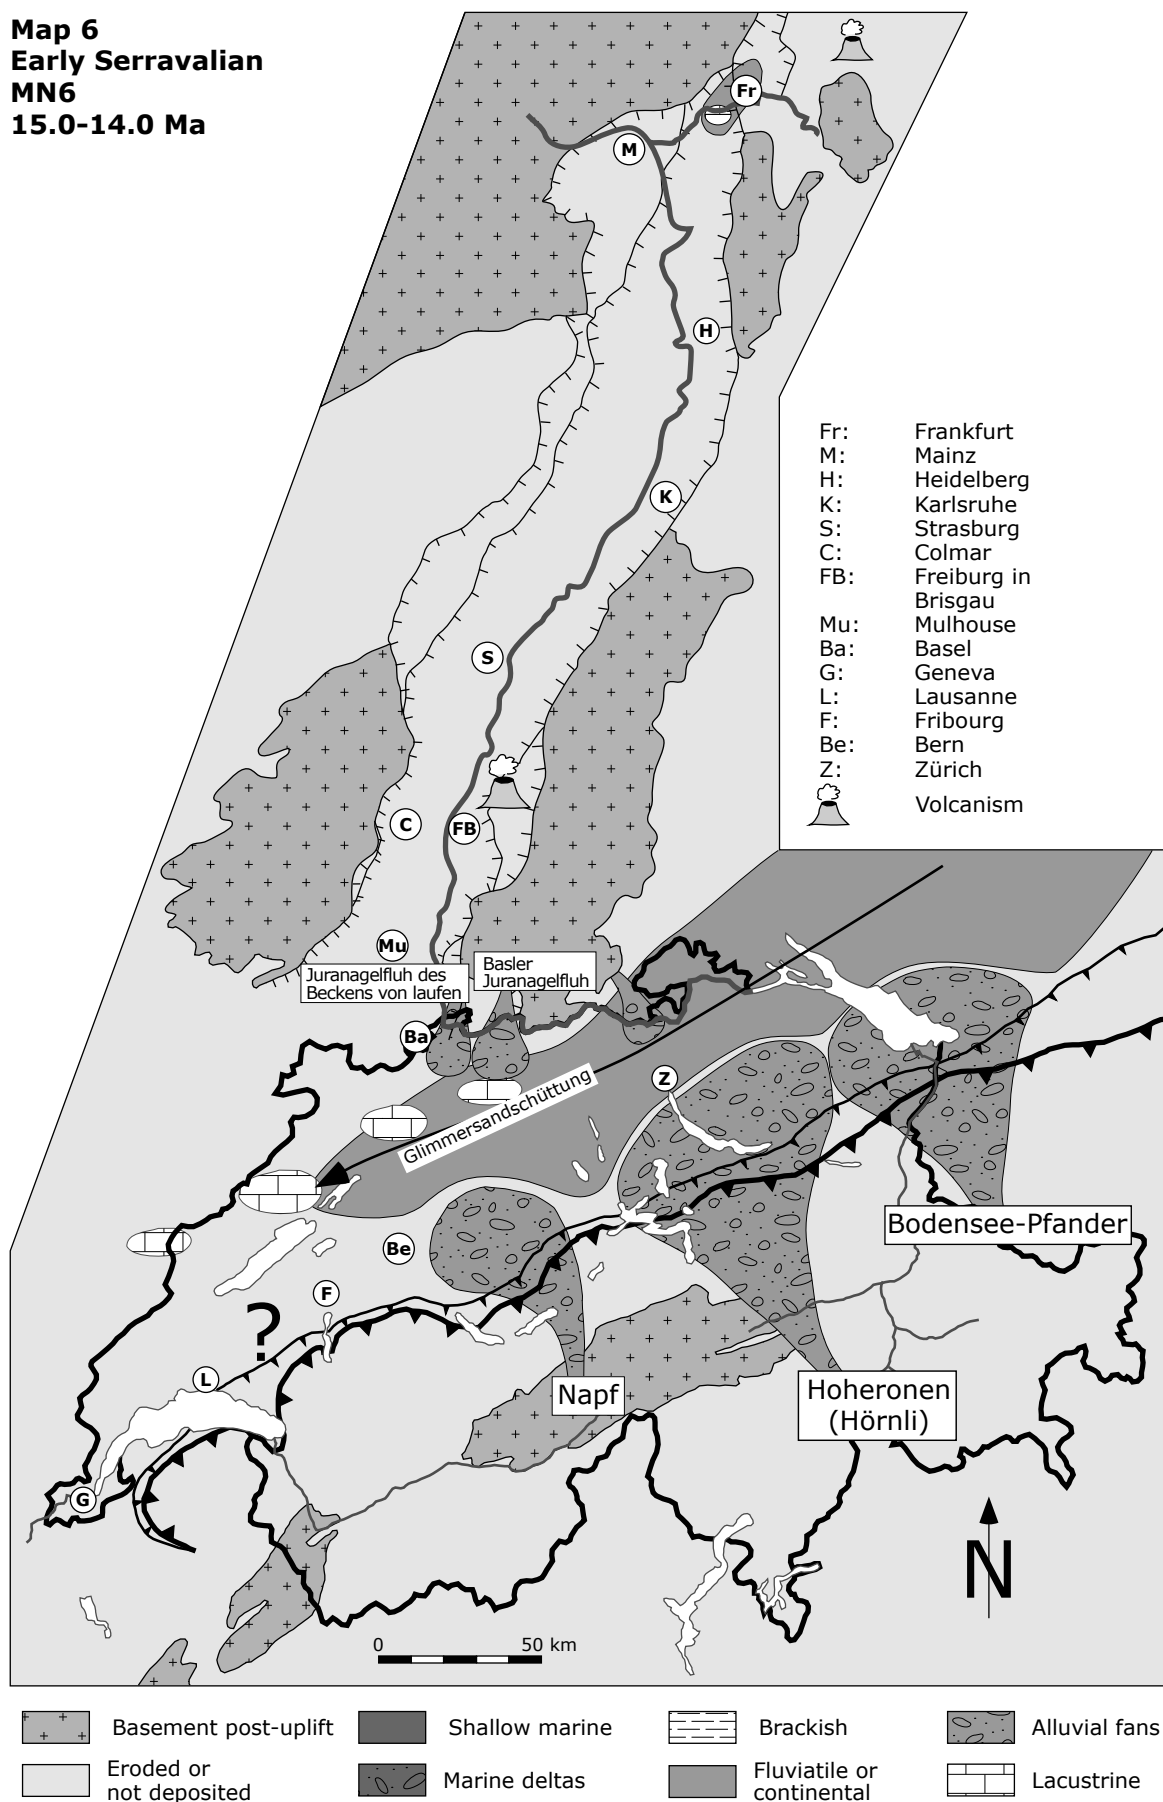 Map 6
Early Serravalian
MN6
15.0-14.0 Ma
Fr
M
H
K
Fr: Frankfurt
M: Mainz
H: Heidelberg
K: Karlsruhe
S: Strasburg
C: Colmar
FB: Freiburg in
Brisgau
Mu: Mulhouse
Ba: Basel
G: Geneva
L: Lausanne
F: Fribourg
Be: Bern
Z: Zürich
Volcanism
S
C
FB
Mu
Juranagelfluh des
Beckens von laufen
Basler
Juranagelfluh
Ba
Z
Glimmersandschüttung
Be
F
?
L
G
Bodensee-Pfander
Napf
Hoheronen
(Hörnli)
N
0 50 km
Basement post-uplift
Shallow marine
Brackish
Alluvial fans
Eroded or
not deposited
Marine deltas
Fluviatile or
continental
Lacustrine